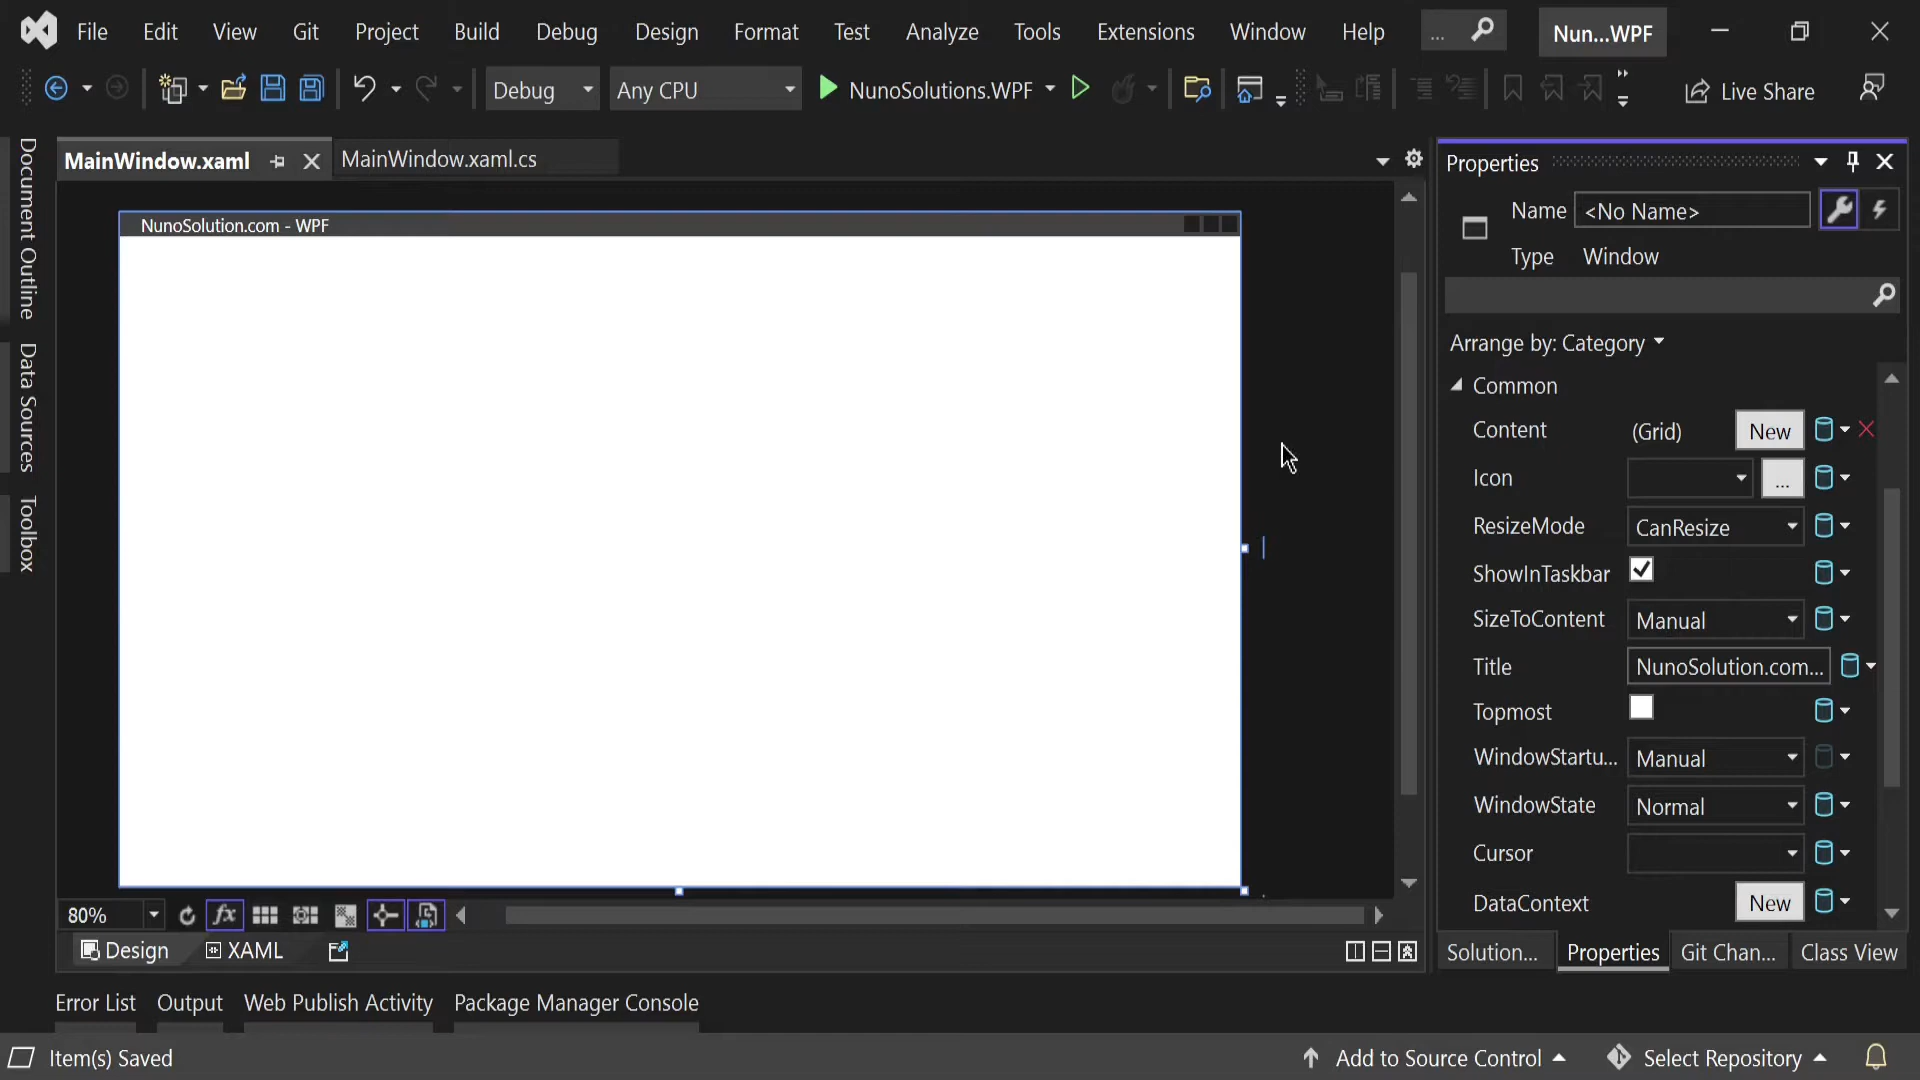 File Edit View Git Project Build Debug Design Format Test Analyze Tools Extensions Window Help ... Nun...WPF
Debug Any CPU NunoSolutions.WPF Live Share
Document Outline
Data Sources
Toolbox
MainWindow.xaml MainWindow.xaml.cs
NunoSolution.com - WPF
80% fx
Design XAML
Properties
Name <No Name>
Type Window
Arrange by: Category
Common
Content (Grid) New
Icon ...
ResizeMode CanResize
ShowInTaskbar
SizeToContent Manual
Title NunoSolution.com...
Topmost
WindowStartu... Manual
WindowState Normal
Cursor
DataContext New
Solution... Properties Git Chan... Class View
Error List Output Web Publish Activity Package Manager Console
Item(s) Saved Add to Source Control Select Repository